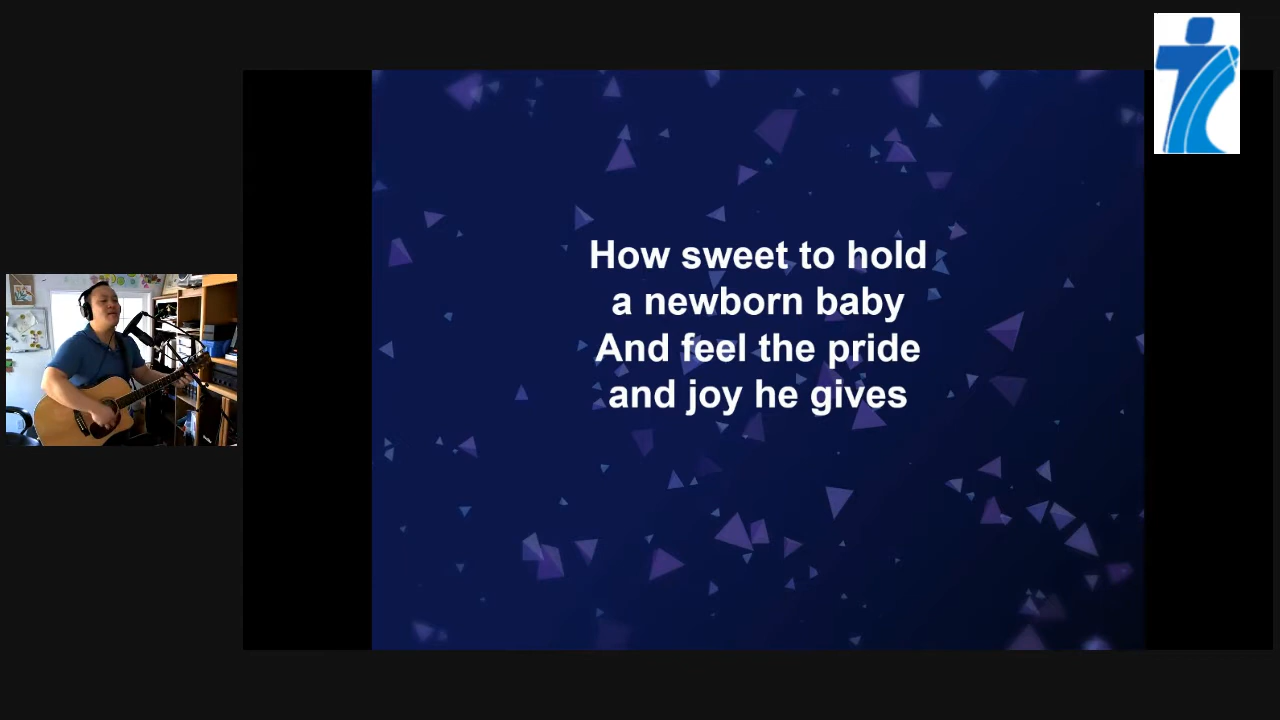 How sweet to hold
a newborn baby
And feel the pride
and joy he gives